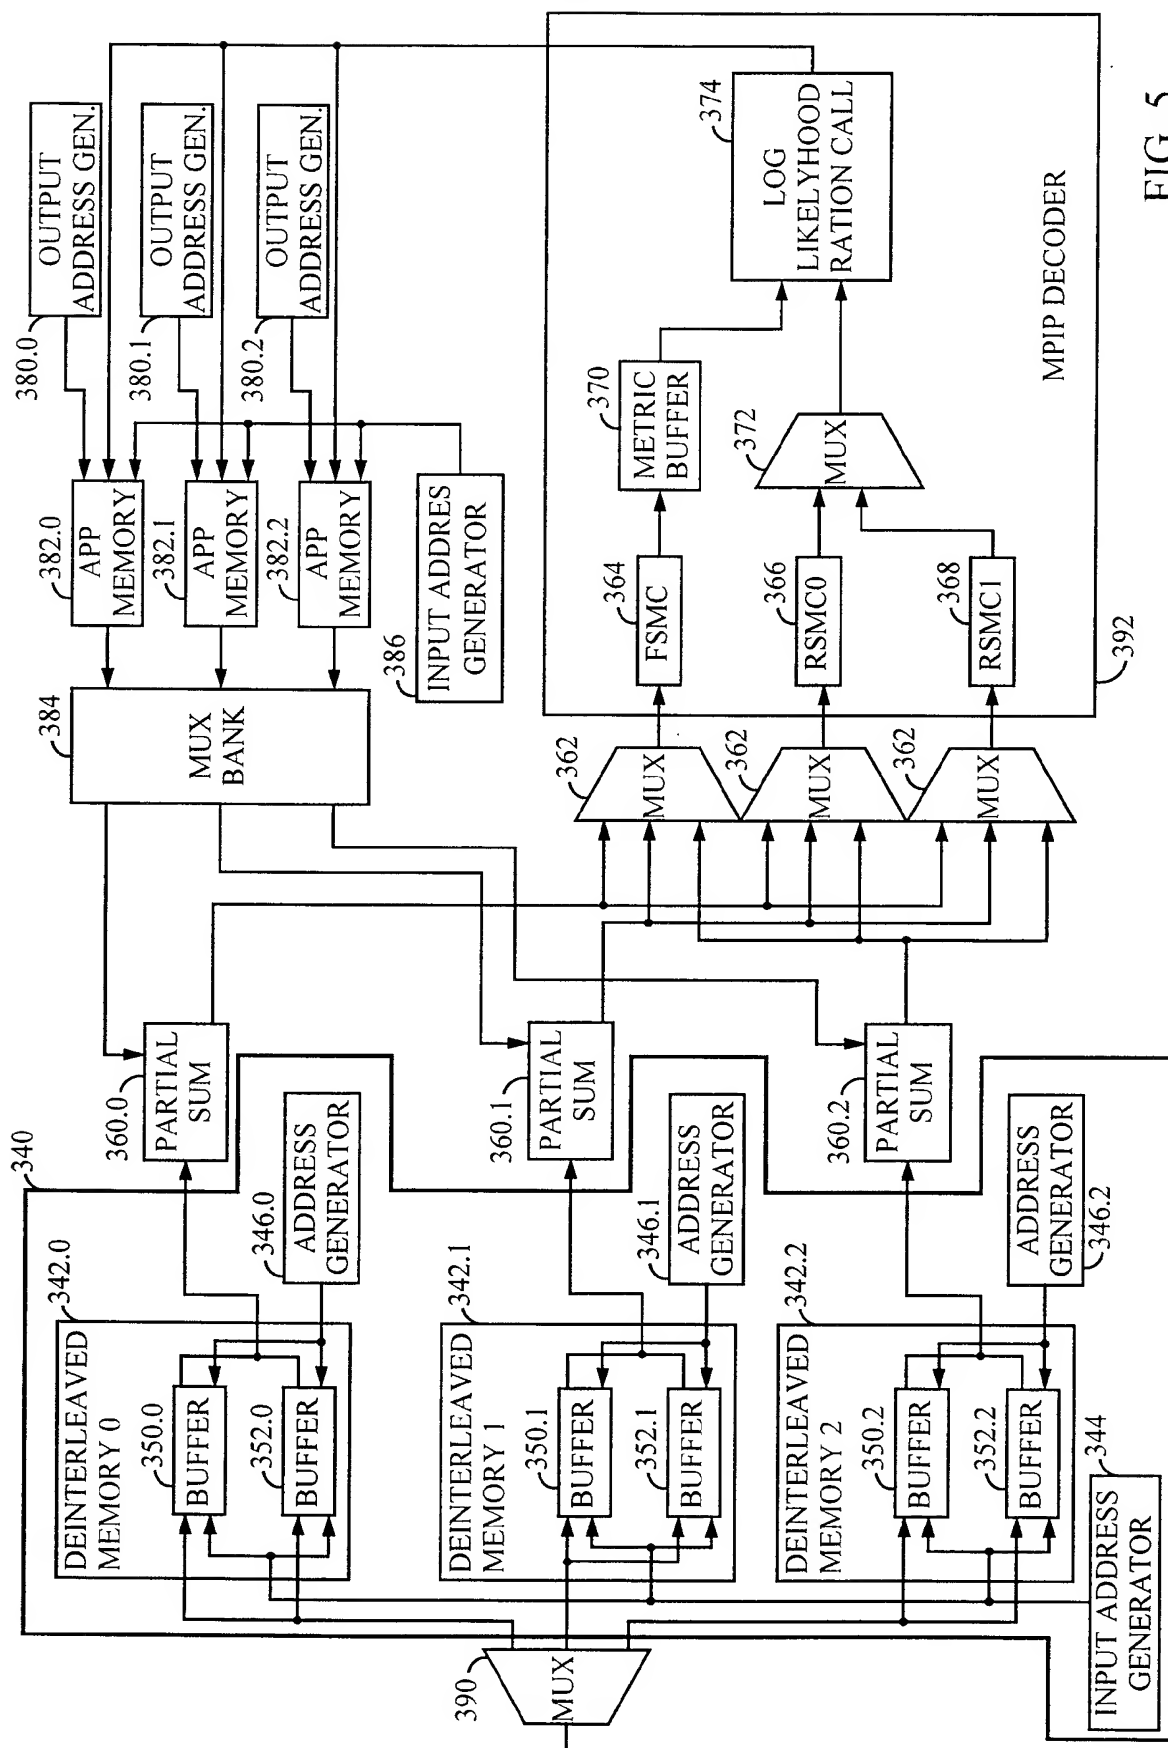 340
342.0
DEINTERLEAVED
MEMORY 0
350.0
BUFFER
352.0
BUFFER
346.0
ADDRESS
GENERATOR
342.1
DEINTERLEAVED
MEMORY 1
350.1
BUFFER
352.1
BUFFER
346.1
ADDRESS
GENERATOR
342.2
DEINTERLEAVED
MEMORY 2
350.2
BUFFER
352.2
BUFFER
346.2
ADDRESS
GENERATOR
344
INPUT ADDRESS
GENERATOR
390
MUX
360.0
PARTIAL
SUM
360.1
PARTIAL
SUM
360.2
PARTIAL
SUM
384
MUX
BANK
382.0
APP
MEMORY
382.1
APP
MEMORY
382.2
APP
MEMORY
380.0
OUTPUT
ADDRESS GEN.
380.1
OUTPUT
ADDRESS GEN.
380.2
OUTPUT
ADDRESS GEN.
386
INPUT ADDRES
GENERATOR
362
MUX
362
MUX
362
MUX
364
FSMC
366
RSMC0
368
RSMC1
370
METRIC
BUFFER
372
MUX
374
LOG
LIKELYHOOD
RATION CALL
MPIP DECODER
392
FIG. 5